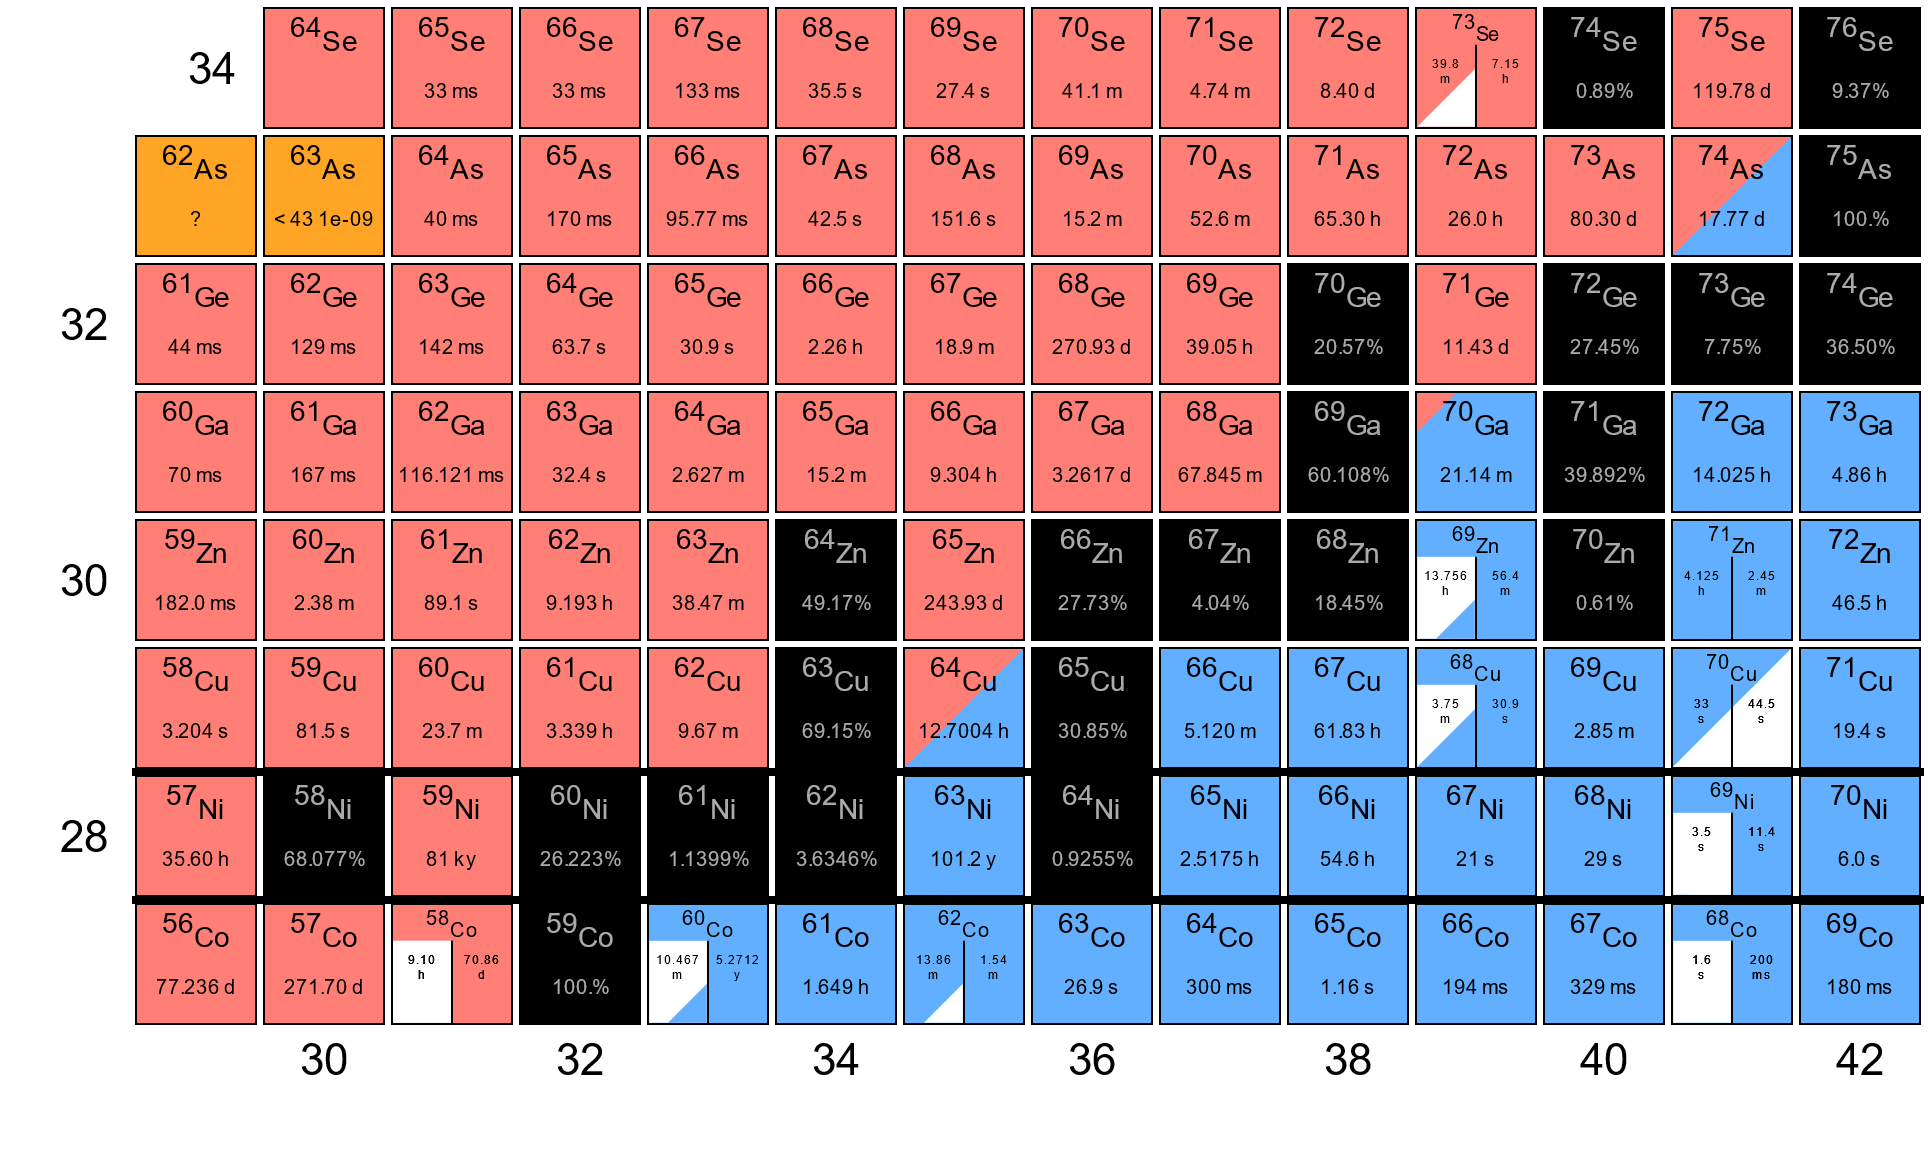 34 64Se 65Se 66Se 67Se 68Se 69Se 70Se 71Se 72Se 73Se 74Se 75Se 76Se
33 ms 33 ms 133 ms 35.5 s 27.4 s 41.1 m 4.74 m 8.40 d 39.8 m 7.15 h 0.89% 119.78 d 9.37%
62As 63As 64As 65As 66As 67As 68As 69As 70As 71As 72As 73As 74As 75As
? < 43 1e-09 40 ms 170 ms 95.77 ms 42.5 s 151.6 s 15.2 m 52.6 m 65.30 h 26.0 h 80.30 d 17.77 d 100.%
32 61Ge 62Ge 63Ge 64Ge 65Ge 66Ge 67Ge 68Ge 69Ge 70Ge 71Ge 72Ge 73Ge 74Ge
44 ms 129 ms 142 ms 63.7 s 30.9 s 2.26 h 18.9 m 270.93 d 39.05 h 20.57% 11.43 d 27.45% 7.75% 36.50%
60Ga 61Ga 62Ga 63Ga 64Ga 65Ga 66Ga 67Ga 68Ga 69Ga 70Ga 71Ga 72Ga 73Ga
70 ms 167 ms 116.121 ms 32.4 s 2.627 m 15.2 m 9.304 h 3.2617 d 67.845 m 60.108% 21.14 m 39.892% 14.025 h 4.86 h
30 59Zn 60Zn 61Zn 62Zn 63Zn 64Zn 65Zn 66Zn 67Zn 68Zn 69Zn 70Zn 71Zn 72Zn
182.0 ms 2.38 m 89.1 s 9.193 h 38.47 m 49.17% 243.93 d 27.73% 4.04% 18.45% 13.756 h 56.4 m 0.61% 4.125 h 2.45 m 46.5 h
58Cu 59Cu 60Cu 61Cu 62Cu 63Cu 64Cu 65Cu 66Cu 67Cu 68Cu 69Cu 70Cu 71Cu
3.204 s 81.5 s 23.7 m 3.339 h 9.67 m 69.15% 12.7004 h 30.85% 5.120 m 61.83 h 3.75 m 30.9 s 2.85 m 33 s 44.5 s 19.4 s
28 57Ni 58Ni 59Ni 60Ni 61Ni 62Ni 63Ni 64Ni 65Ni 66Ni 67Ni 68Ni 69Ni 70Ni
35.60 h 68.077% 81 ky 26.223% 1.1399% 3.6346% 101.2 y 0.9255% 2.5175 h 54.6 h 21 s 29 s 3.5 s 11.4 s 6.0 s
56Co 57Co 58Co 59Co 60Co 61Co 62Co 63Co 64Co 65Co 66Co 67Co 68Co 69Co
77.236 d 271.70 d 9.10 h 70.86 d 100.% 10.467 m 5.2712 y 1.649 h 13.86 m 1.54 m 26.9 s 300 ms 1.16 s 194 ms 329 ms 1.6 s 200 ms 180 ms
30 32 34 36 38 40 42